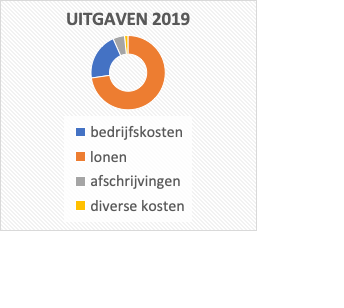 UITGAVEN 2019
bedrijfskosten
lonen
afschrijvingen
diverse kosten